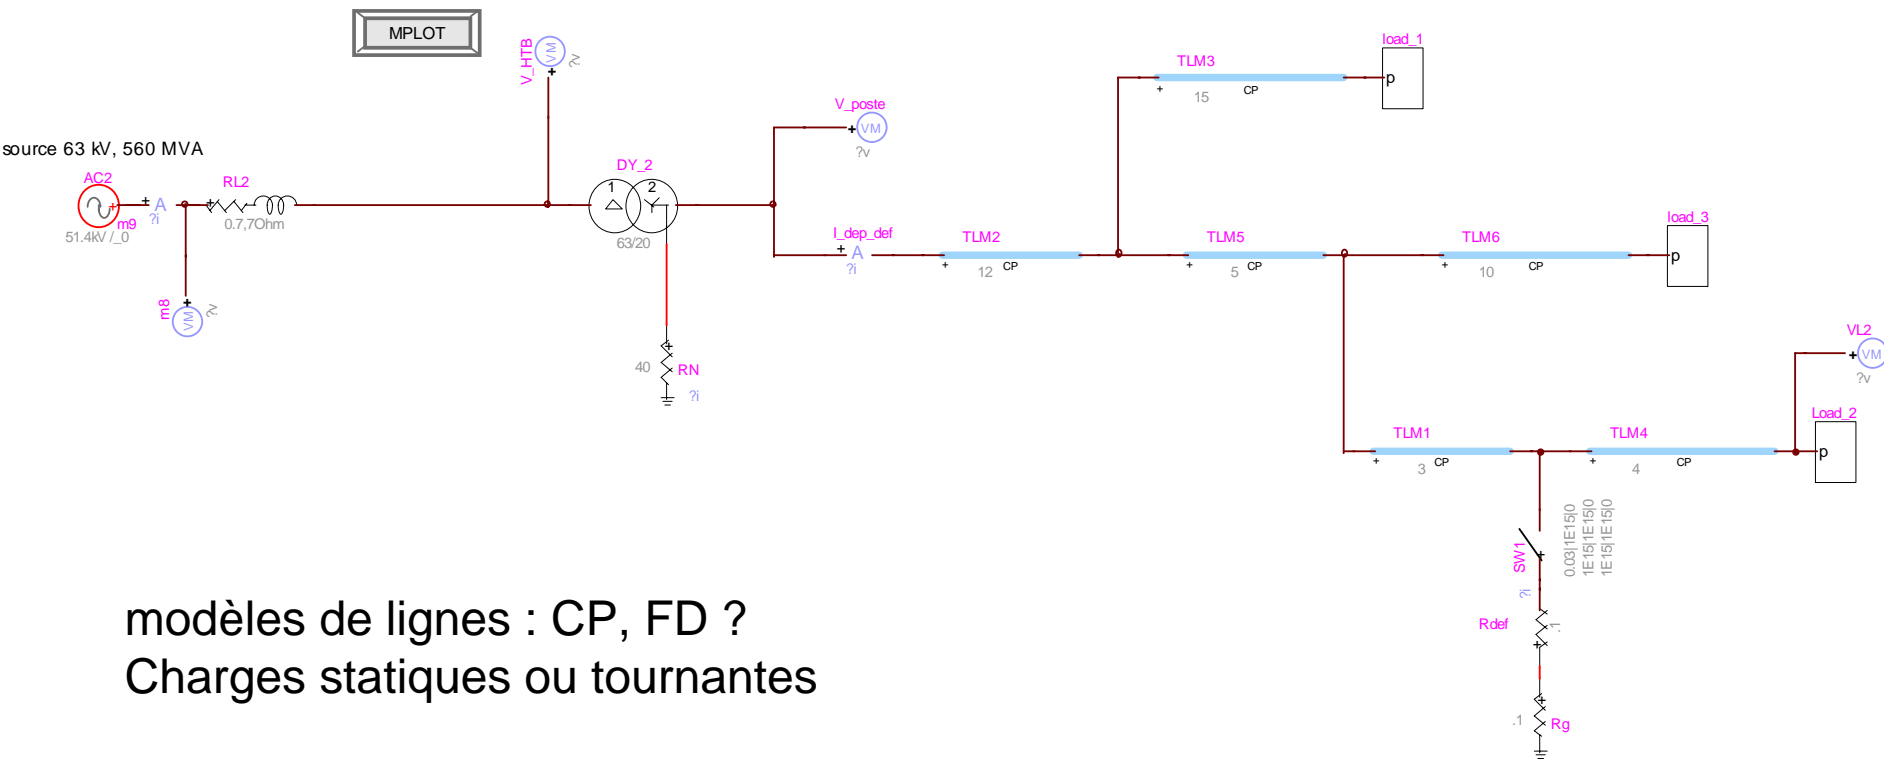 MPLOT
V_HTB
VM
+
?v
source 63 kV, 560 MVA
AC2
+
51.4kV /_0
m9
+ A
?i
RL2
+
0.7,7Ohm
m8
+
VM
?v
DY_2
1 2
63/20
40
+
RN
?i
V_poste
+ VM
?v
I_dep_def
+ A
?i
TLM2
+ 12 CP
TLM3
+ 15 CP
load_1
p
TLM5
+ 5 CP
TLM6
+ 10 CP
load_3
p
VL2
+ VM
?v
TLM1
+ 3 CP
TLM4
+ 4 CP
Load_2
p
SW1
+
?i
0.03|1E15|0
1E15|1E15|0
1E15|1E15|0
Rdef
+
.1
.1
+
Rg
modèles de lignes : CP, FD ?
Charges statiques ou tournantes